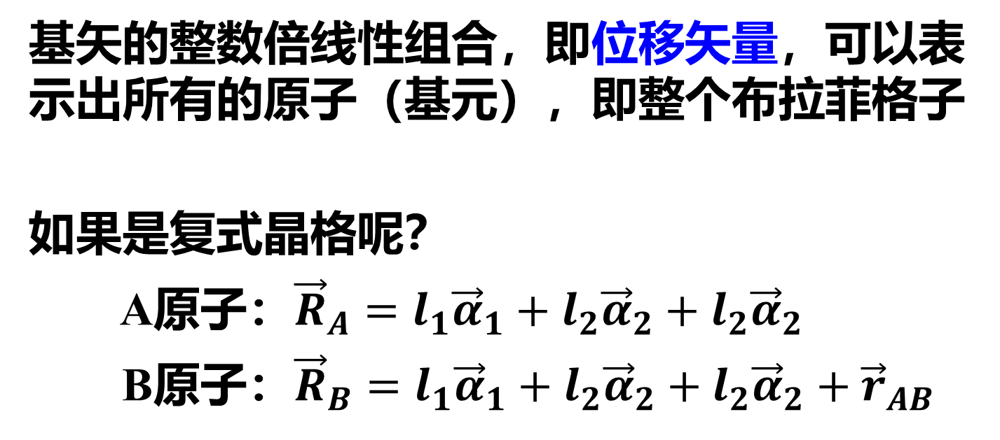 基矢的整数倍线性组合，即位移矢量，可以表
示出所有的原子（基元），即整个布拉菲格子
如果是复式晶格呢？
A原子：$\vec{R}_A = l_1\vec{\alpha}_1 + l_2\vec{\alpha}_2 + l_2\vec{\alpha}_2$
B原子：$\vec{R}_B = l_1\vec{\alpha}_1 + l_2\vec{\alpha}_2 + l_2\vec{\alpha}_2 + \vec{r}_{AB}$